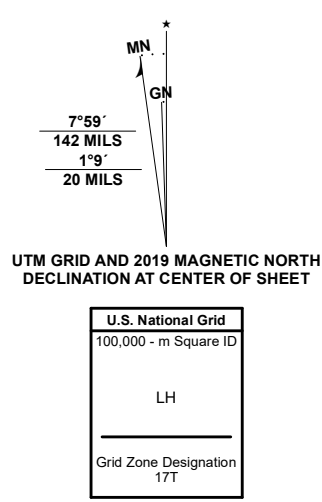 MN
GN
7°59´
142 MILS
1°9´
20 MILS
UTM GRID AND 2019 MAGNETIC NORTH
DECLINATION AT CENTER OF SHEET
U.S. National Grid
100,000 - m Square ID
LH
Grid Zone Designation
17T